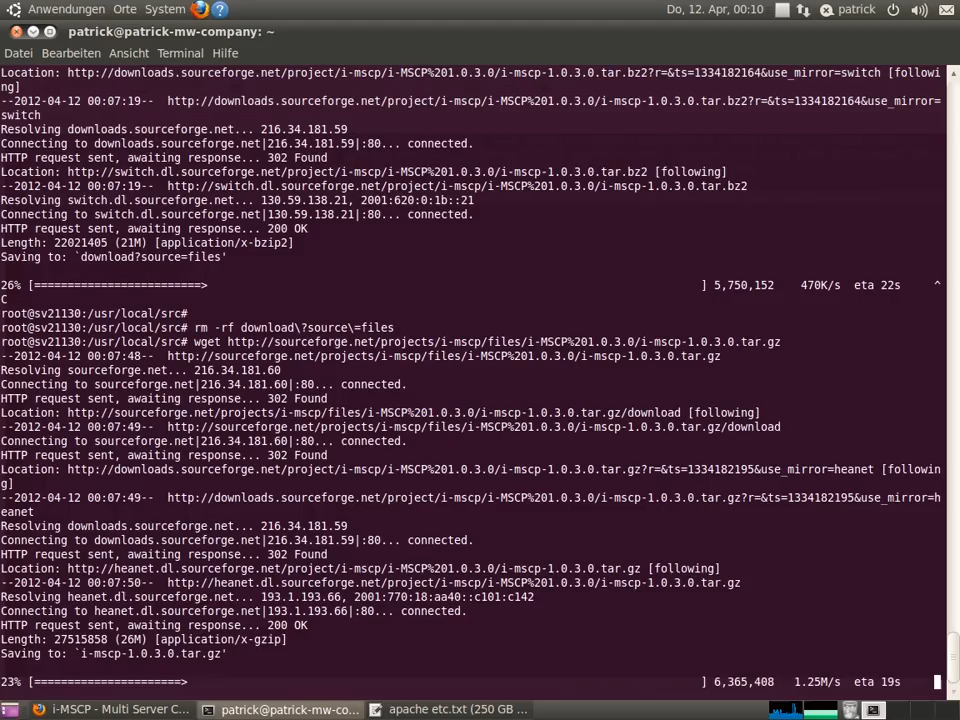 Anwendungen Orte System ? Do, 12. Apr, 00:10 patrick
patrick@patrick-mw-company: ~
Datei Bearbeiten Ansicht Terminal Hilfe
Location: http://downloads.sourceforge.net/project/i-mscp/i-MSCP%201.0.3.0/i-mscp-1.0.3.0.tar.bz2?r=&ts=1334182164&use_mirror=switch [followi
ng]
--2012-04-12 00:07:19-- http://downloads.sourceforge.net/project/i-mscp/i-MSCP%201.0.3.0/i-mscp-1.0.3.0.tar.bz2?r=&ts=1334182164&use_mirror=
switch
Resolving downloads.sourceforge.net... 216.34.181.59
Connecting to downloads.sourceforge.net|216.34.181.59|:80... connected.
HTTP request sent, awaiting response... 302 Found
Location: http://switch.dl.sourceforge.net/project/i-mscp/i-MSCP%201.0.3.0/i-mscp-1.0.3.0.tar.bz2 [following]
--2012-04-12 00:07:19-- http://switch.dl.sourceforge.net/project/i-mscp/i-MSCP%201.0.3.0/i-mscp-1.0.3.0.tar.bz2
Resolving switch.dl.sourceforge.net... 130.59.138.21, 2001:620:0:1b::21
Connecting to switch.dl.sourceforge.net|130.59.138.21|:80... connected.
HTTP request sent, awaiting response... 200 OK
Length: 22021405 (21M) [application/x-bzip2]
Saving to: `download?source=files'
26% [=========================> ] 5,750,152 470K/s eta 22s ^
C
root@sv21130:/usr/local/src#
root@sv21130:/usr/local/src# rm -rf download\?source\=files
root@sv21130:/usr/local/src# wget http://sourceforge.net/projects/i-mscp/files/i-MSCP%201.0.3.0/i-mscp-1.0.3.0.tar.gz
--2012-04-12 00:07:48-- http://sourceforge.net/projects/i-mscp/files/i-MSCP%201.0.3.0/i-mscp-1.0.3.0.tar.gz
Resolving sourceforge.net... 216.34.181.60
Connecting to sourceforge.net|216.34.181.60|:80... connected.
HTTP request sent, awaiting response... 302 Found
Location: http://sourceforge.net/projects/i-mscp/files/i-MSCP%201.0.3.0/i-mscp-1.0.3.0.tar.gz/download [following]
--2012-04-12 00:07:49-- http://sourceforge.net/projects/i-mscp/files/i-MSCP%201.0.3.0/i-mscp-1.0.3.0.tar.gz/download
Connecting to sourceforge.net|216.34.181.60|:80... connected.
HTTP request sent, awaiting response... 302 Found
Location: http://downloads.sourceforge.net/project/i-mscp/i-MSCP%201.0.3.0/i-mscp-1.0.3.0.tar.gz?r=&ts=1334182195&use_mirror=heanet [followin
g]
--2012-04-12 00:07:49-- http://downloads.sourceforge.net/project/i-mscp/i-MSCP%201.0.3.0/i-mscp-1.0.3.0.tar.gz?r=&ts=1334182195&use_mirror=h
eanet
Resolving downloads.sourceforge.net... 216.34.181.59
Connecting to downloads.sourceforge.net|216.34.181.59|:80... connected.
HTTP request sent, awaiting response... 302 Found
Location: http://heanet.dl.sourceforge.net/project/i-mscp/i-MSCP%201.0.3.0/i-mscp-1.0.3.0.tar.gz [following]
--2012-04-12 00:07:50-- http://heanet.dl.sourceforge.net/project/i-mscp/i-MSCP%201.0.3.0/i-mscp-1.0.3.0.tar.gz
Resolving heanet.dl.sourceforge.net... 193.1.193.66, 2001:770:18:aa40::c101:c142
Connecting to heanet.dl.sourceforge.net|193.1.193.66|:80... connected.
HTTP request sent, awaiting response... 200 OK
Length: 27515858 (26M) [application/x-gzip]
Saving to: `i-mscp-1.0.3.0.tar.gz'
23% [======================> ] 6,365,408 1.25M/s eta 19s
i-MSCP - Multi Server C... patrick@patrick-mw-co... apache etc.txt (250 GB ...